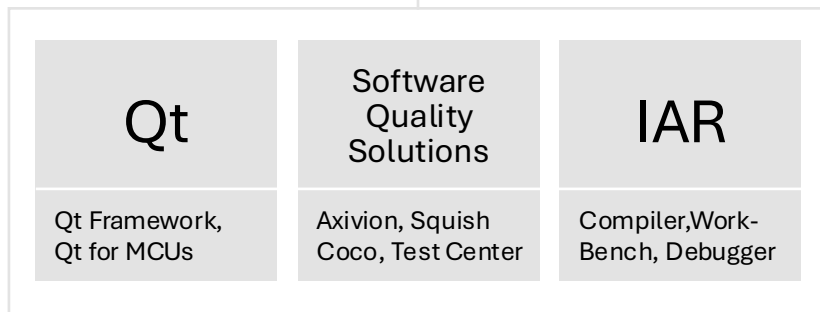 Qt
Qt Framework,
Qt for MCUs
Software
Quality
Solutions
Axivion, Squish
Coco, Test Center
IAR
Compiler,Work-
Bench, Debugger